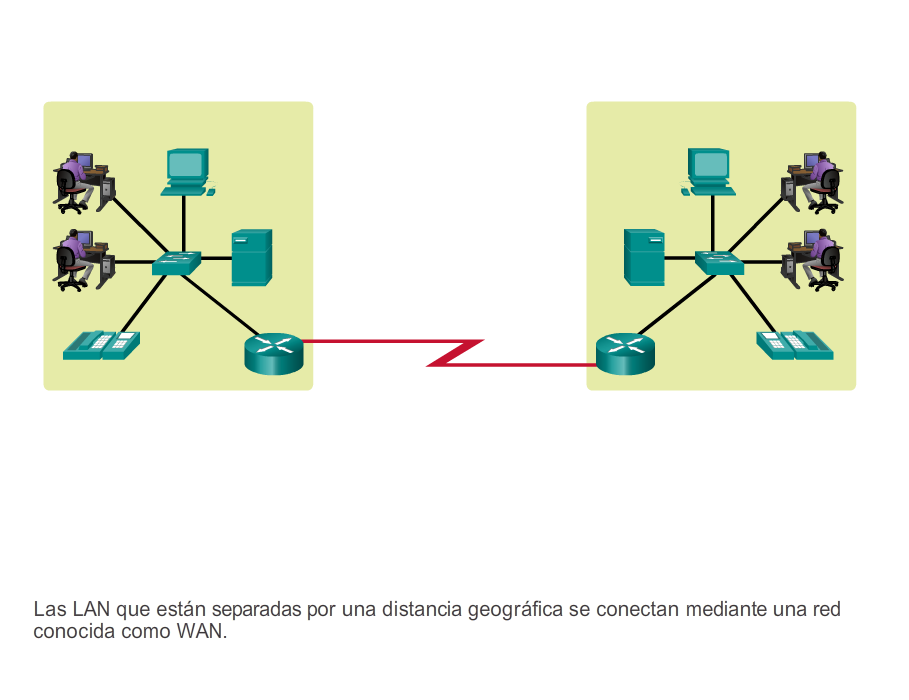 Las LAN que están separadas por una distancia geográfica se conectan mediante una red
conocida como WAN.